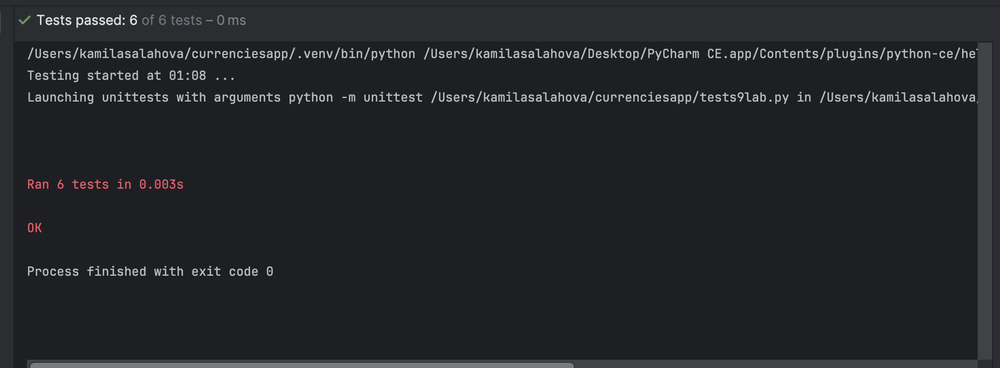 Tests passed: 6 of 6 tests – 0 ms
/Users/kamilasalahova/currenciesapp/.venv/bin/python /Users/kamilasalahova/Desktop/PyCharm CE.app/Contents/plugins/python-ce/he
Testing started at 01:08 ...
Launching unittests with arguments python -m unittest /Users/kamilasalahova/currenciesapp/tests9lab.py in /Users/kamilasalahova/
Ran 6 tests in 0.003s
OK
Process finished with exit code 0